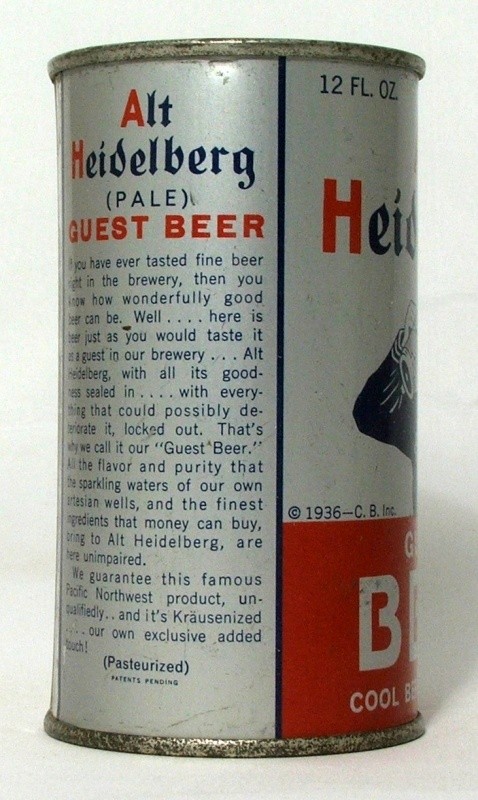 Alt
Heidelberg
(PALE)
GUEST BEER
If you have ever tasted fine beer
right in the brewery, then you
know how wonderfully good
beer can be. Well . . . . here is
beer just as you would taste it
as a guest in our brewery . . . Alt
Heidelberg, with all its good-
ness sealed in . . . . with every-
thing that could possibly de-
teriorate it, locked out. That's
why we call it our "Guest Beer."
All the flavor and purity that
the sparkling waters of our own
artesian wells, and the finest
ingredients that money can buy,
bring to Alt Heidelberg, are
here unimpaired.
We guarantee this famous
Pacific Northwest product, un-
qualifiedly . . and it's Kräusenized
. . . . our own exclusive added
touch!
(Pasteurized)
PATENTS PENDING
12 FL. OZ.
Heid
© 1936—C. B. Inc.
G
BE
COOL B